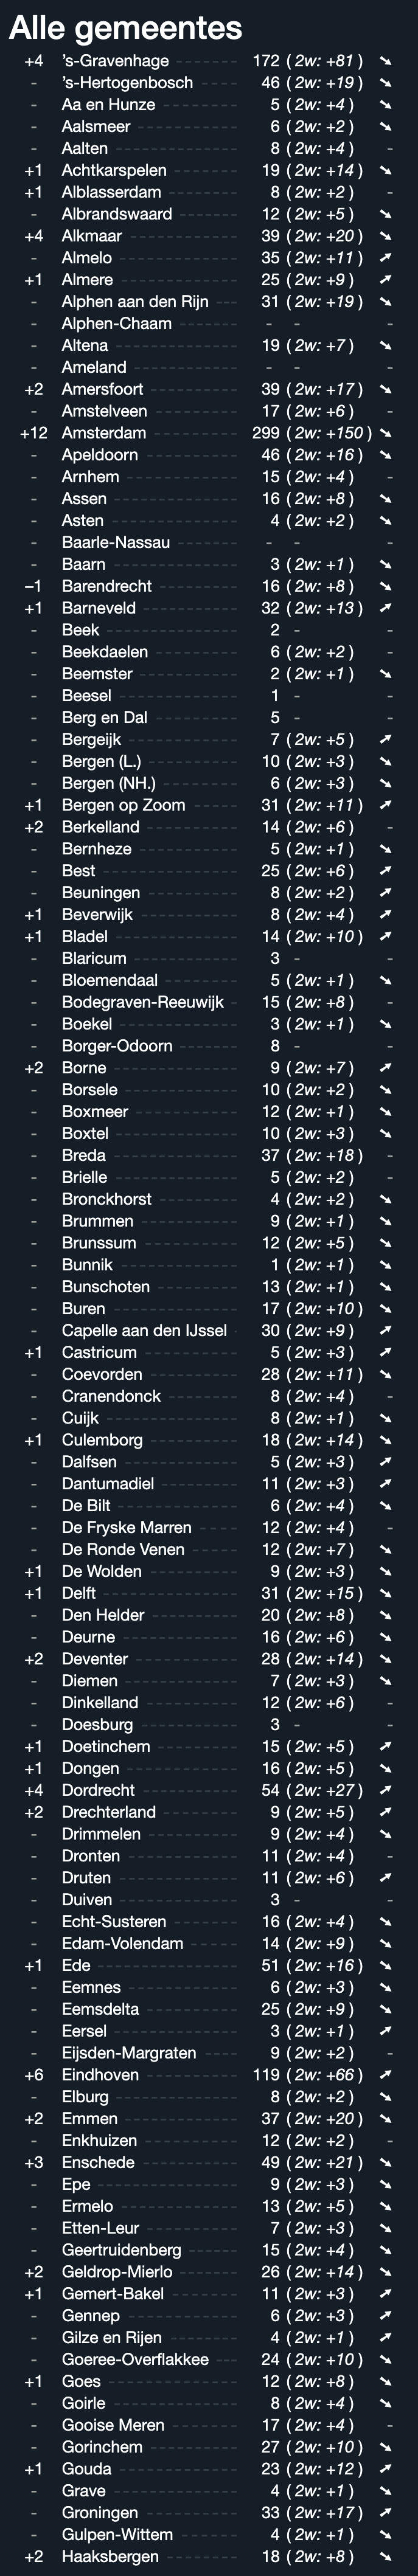 Alle gemeentes
+4 's-Gravenhage 172 ( 2w: +81)
- 's-Hertogenbosch 46 ( 2w: +19 )
- Aa en Hunze 5 ( 2w: +4 )
- Aalsmeer 6 ( 2w: +2 )
- Aalten 8 ( 2w: +4 ) -
+1 Achtkarspelen 19 ( 2w: +14 )
+1 Alblasserdam 8 ( 2w: +2 ) -
- Albrandswaard 12 ( 2w: +5 )
+4 Alkmaar 39 ( 2w: +20 )
- Almelo 35 ( 2w: +11 )
+1 Almere 25 ( 2w: +9 )
- Alphen aan den Rijn 31 ( 2w: +19 )
- Alphen-Chaam - - -
- Altena 19 ( 2w: +7 )
- Ameland - - -
+2 Amersfoort 39 ( 2w: +17 )
- Amstelveen 17 ( 2w: +6 ) -
+12 Amsterdam 299 ( 2w: +150 )
- Apeldoorn 46 ( 2w: +16 )
- Arnhem 15 ( 2w: +4 ) -
- Assen 16 ( 2w: +8 )
- Asten 4 ( 2w: +2 )
- Baarle-Nassau - - -
- Baarn 3 ( 2w: +1 )
−1 Barendrecht 16 ( 2w: +8 )
+1 Barneveld 32 ( 2w: +13 )
- Beek 2 - -
- Beekdaelen 6 ( 2w: +2 ) -
- Beemster 2 ( 2w: +1 )
- Beesel 1 - -
- Berg en Dal 5 - -
- Bergeijk 7 ( 2w: +5 )
- Bergen (L.) 10 ( 2w: +3 )
- Bergen (NH.) 6 ( 2w: +3 )
+1 Bergen op Zoom 31 ( 2w: +11 )
+2 Berkelland 14 ( 2w: +6 ) -
- Bernheze 5 ( 2w: +1 )
- Best 25 ( 2w: +6 )
- Beuningen 8 ( 2w: +2 )
+1 Beverwijk 8 ( 2w: +4 )
+1 Bladel 14 ( 2w: +10 )
- Blaricum 3 - -
- Bloemendaal 5 ( 2w: +1 )
- Bodegraven-Reeuwijk 15 ( 2w: +8 ) -
- Boekel 3 ( 2w: +1 )
- Borger-Odoorn 8 - -
+2 Borne 9 ( 2w: +7 )
- Borsele 10 ( 2w: +2 )
- Boxmeer 12 ( 2w: +1 )
- Boxtel 10 ( 2w: +3 )
- Breda 37 ( 2w: +18 ) -
- Brielle 5 ( 2w: +2 ) -
- Bronckhorst 4 ( 2w: +2 )
- Brummen 9 ( 2w: +1 )
- Brunssum 12 ( 2w: +5 )
- Bunnik 1 ( 2w: +1 )
- Bunschoten 13 ( 2w: +1 )
- Buren 17 ( 2w: +10 )
- Capelle aan den IJssel 30 ( 2w: +9 )
+1 Castricum 5 ( 2w: +3 )
- Coevorden 28 ( 2w: +11 )
- Cranendonck 8 ( 2w: +4 ) -
- Cuijk 8 ( 2w: +1 )
+1 Culemborg 18 ( 2w: +14 )
- Dalfsen 5 ( 2w: +3 )
- Dantumadiel 11 ( 2w: +3 )
- De Bilt 6 ( 2w: +4 )
- De Fryske Marren 12 ( 2w: +4 ) -
- De Ronde Venen 12 ( 2w: +7 )
+1 De Wolden 9 ( 2w: +3 )
+1 Delft 31 ( 2w: +15 )
- Den Helder 20 ( 2w: +8 )
- Deurne 16 ( 2w: +6 )
+2 Deventer 28 ( 2w: +14 )
- Diemen 7 ( 2w: +3 )
- Dinkelland 12 ( 2w: +6 ) -
- Doesburg 3 - -
+1 Doetinchem 15 ( 2w: +5 )
+1 Dongen 16 ( 2w: +5 )
+4 Dordrecht 54 ( 2w: +27 )
+2 Drechterland 9 ( 2w: +5 )
- Drimmelen 9 ( 2w: +4 )
- Dronten 11 ( 2w: +4 ) -
- Druten 11 ( 2w: +6 )
- Duiven 3 - -
- Echt-Susteren 16 ( 2w: +4 )
- Edam-Volendam 14 ( 2w: +9 )
+1 Ede 51 ( 2w: +16 )
- Eemnes 6 ( 2w: +3 )
- Eemsdelta 25 ( 2w: +9 )
- Eersel 3 ( 2w: +1 )
- Eijsden-Margraten 9 ( 2w: +2 ) -
+6 Eindhoven 119 ( 2w: +66 )
- Elburg 8 ( 2w: +2 )
+2 Emmen 37 ( 2w: +20 )
- Enkhuizen 12 ( 2w: +2 ) -
+3 Enschede 49 ( 2w: +21 )
- Epe 9 ( 2w: +3 )
- Ermelo 13 ( 2w: +5 )
- Etten-Leur 7 ( 2w: +3 )
- Geertruidenberg 15 ( 2w: +4 )
+2 Geldrop-Mierlo 26 ( 2w: +14 )
+1 Gemert-Bakel 11 ( 2w: +3 )
- Gennep 6 ( 2w: +3 )
- Gilze en Rijen 4 ( 2w: +1 )
- Goeree-Overflakkee 24 ( 2w: +10 )
+1 Goes 12 ( 2w: +8 )
- Goirle 8 ( 2w: +4 )
- Gooise Meren 17 ( 2w: +4 ) -
- Gorinchem 27 ( 2w: +10 )
+1 Gouda 23 ( 2w: +12 )
- Grave 4 ( 2w: +1 )
- Groningen 33 ( 2w: +17 )
- Gulpen-Wittem 4 ( 2w: +1 )
+2 Haaksbergen 18 ( 2w: +8 )